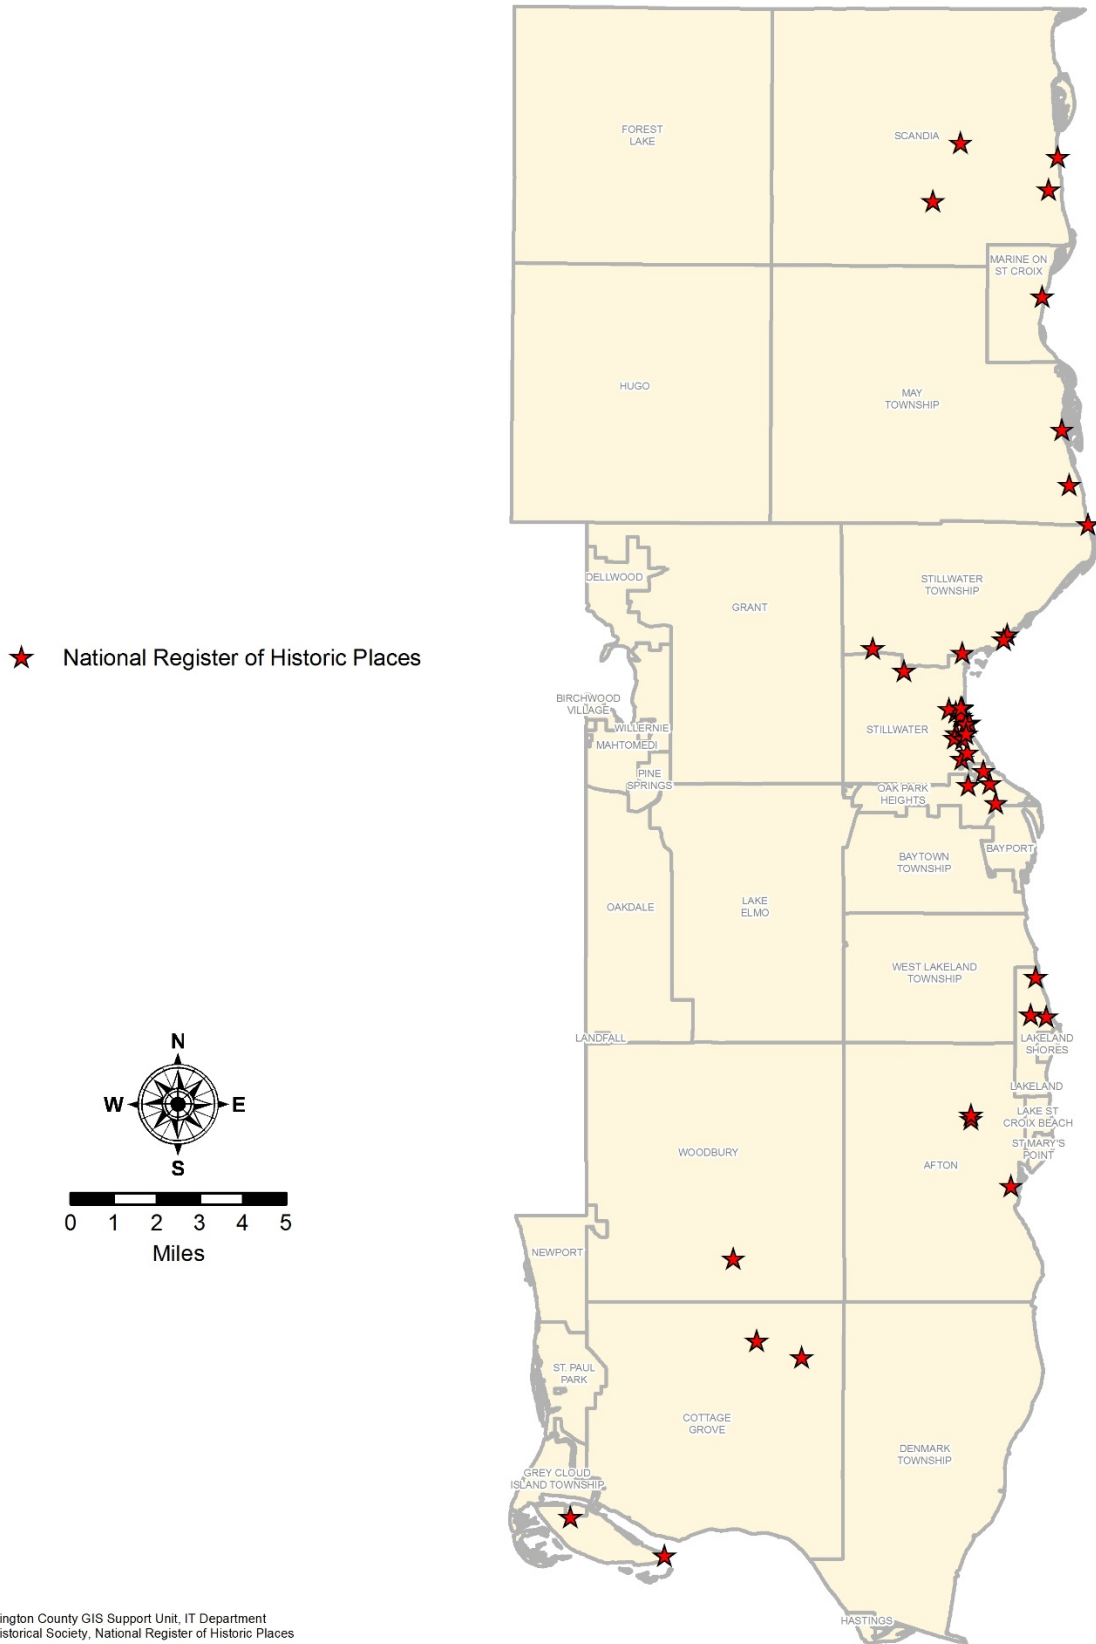 FOREST
LAKE
SCANDIA
MARINE ON
ST CROIX
HUGO
MAY
TOWNSHIP
DELLWOOD
GRANT
STILLWATER
TOWNSHIP
National Register of Historic Places
BIRCHWOOD
VILLAGE
WILLERNIE
MAHTOMEDI
STILLWATER
PINE
SPRINGS
OAK PARK
HEIGHTS
BAYPORT
BAYTOWN
TOWNSHIP
OAKDALE
LAKE
ELMO
WEST LAKELAND
TOWNSHIP
LANDFALL
LAKELAND
SHORES
LAKELAND
LAKE ST
CROIX BEACH
ST MARY'S
POINT
N
W E
S
WOODBURY
AFTON
0 1 2 3 4 5
Miles
NEWPORT
ST. PAUL
PARK
COTTAGE
GROVE
DENMARK
TOWNSHIP
GREY CLOUD
ISLAND TOWNSHIP
HASTINGS
ington County GIS Support Unit, IT Department
istorical Society, National Register of Historic Places